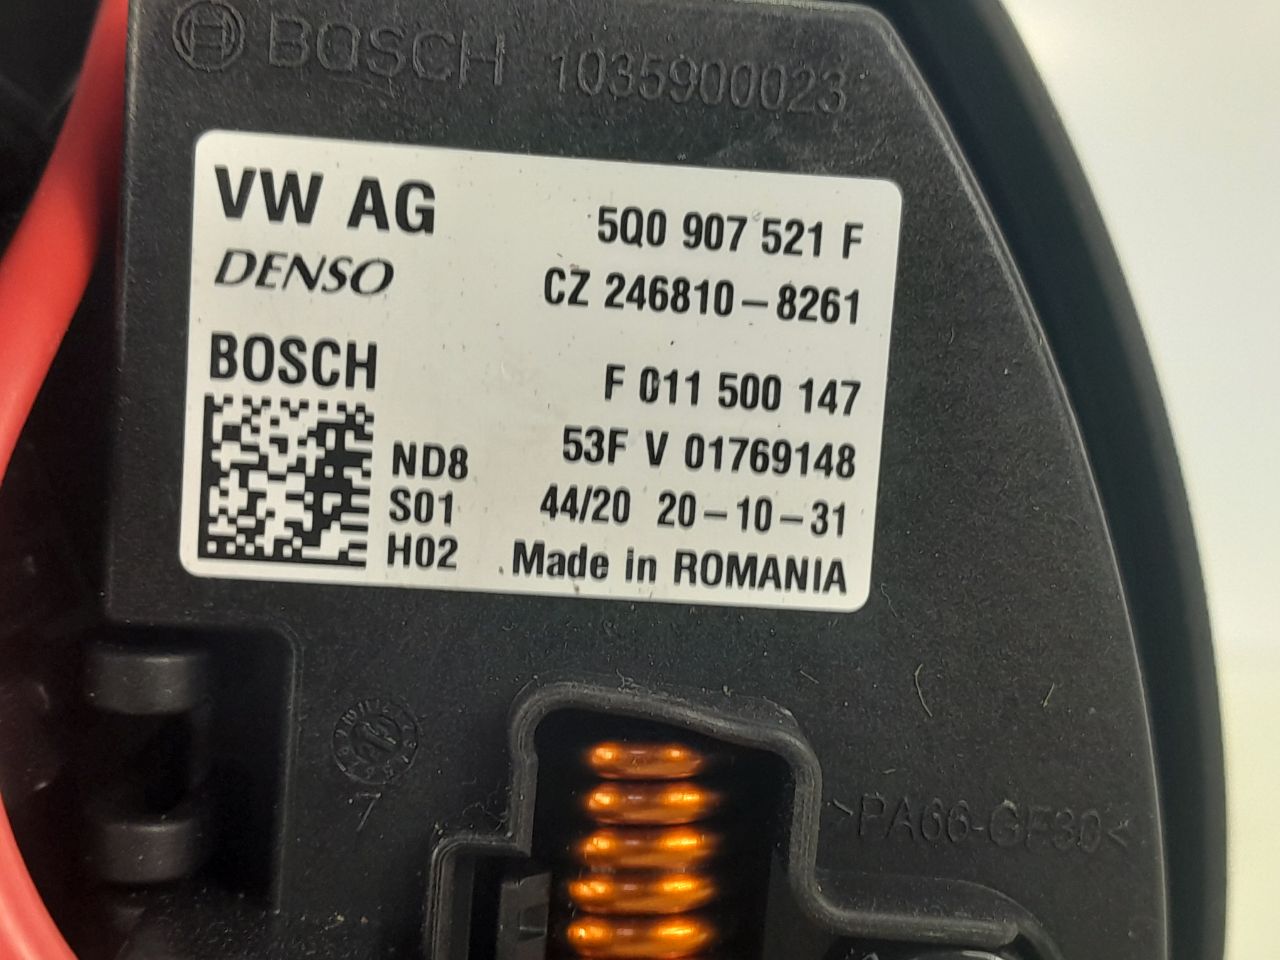 BOSCH 1035900023
VW AG 5Q0 907 521 F
DENSO CZ 246810-8261
BOSCH F 011 500 147
ND8 53F V 01769148
S01 44/20 20-10-31
H02 Made in ROMANIA
7
>PA66-GF30<